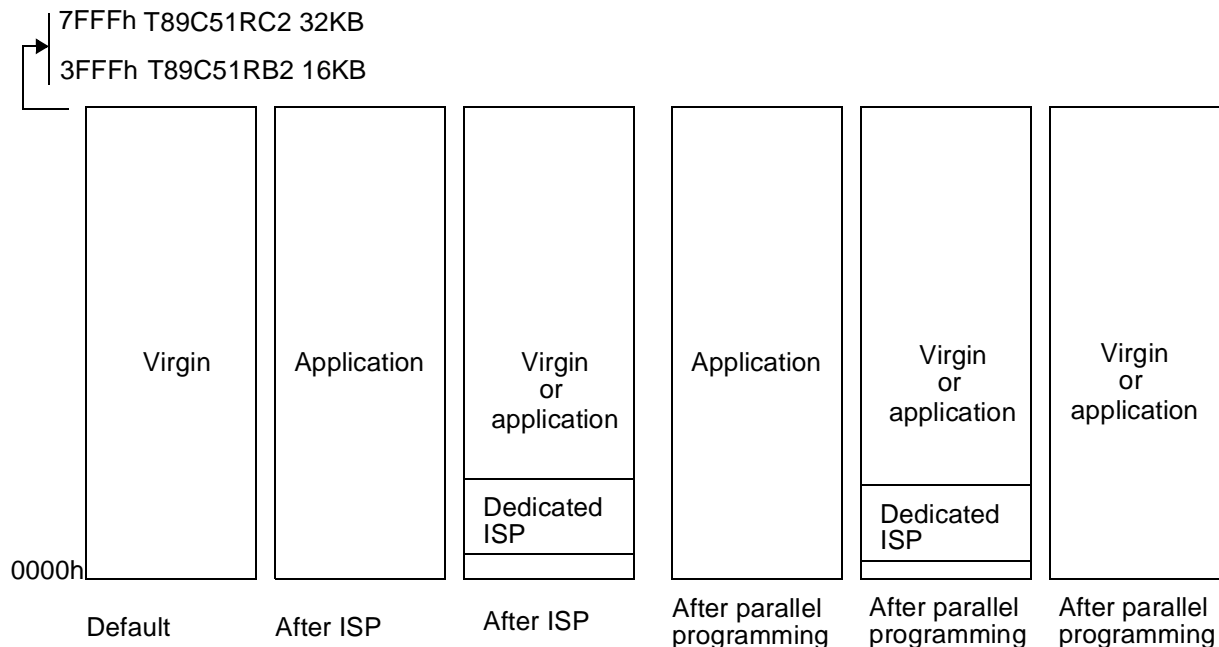 7FFFh T89C51RC2 32KB
3FFFh T89C51RB2 16KB
Virgin
Application
Virgin
or
application
Application
Virgin
or
application
Virgin
or
application
Dedicated
ISP
Dedicated
ISP
0000h
Default
After ISP
After ISP
After parallel
programming
After parallel
programming
After parallel
programming